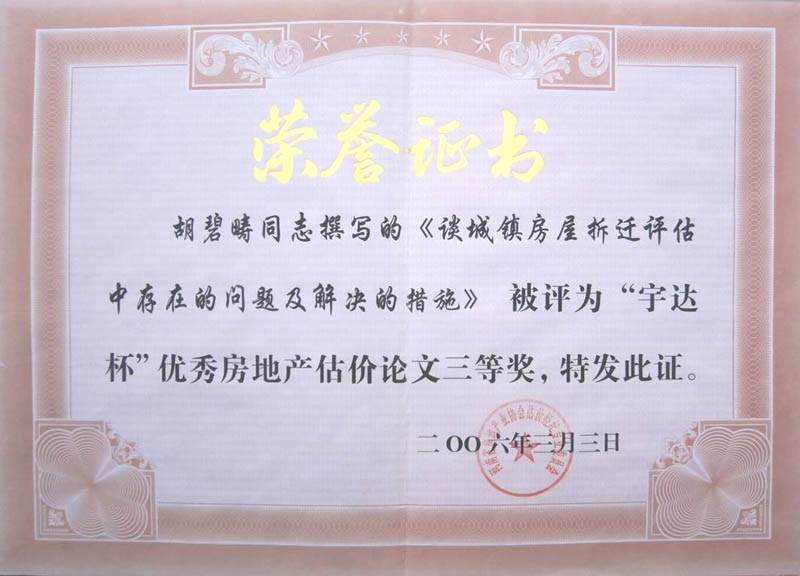 荣誉证书
胡碧畴同志撰写的《谈城镇房屋拆迁评估
中存在的问题及解决的措施》被评为“宇达
杯”优秀房地产估价论文三等奖，特发此证。
二OO六年三月三日